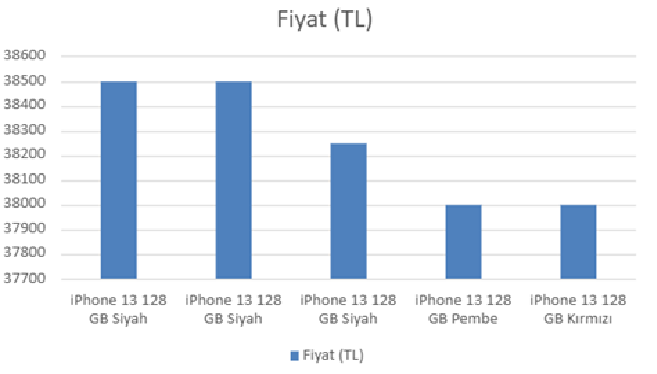 Fiyat (TL)
38600
38500
38400
38300
38200
38100
38000
37900
37800
37700
iPhone 13 128 iPhone 13 128 iPhone 13 128 iPhone 13 128 iPhone 13 128
GB Siyah GB Siyah GB Siyah GB Pembe GB Kırmızı
Fiyat (TL)